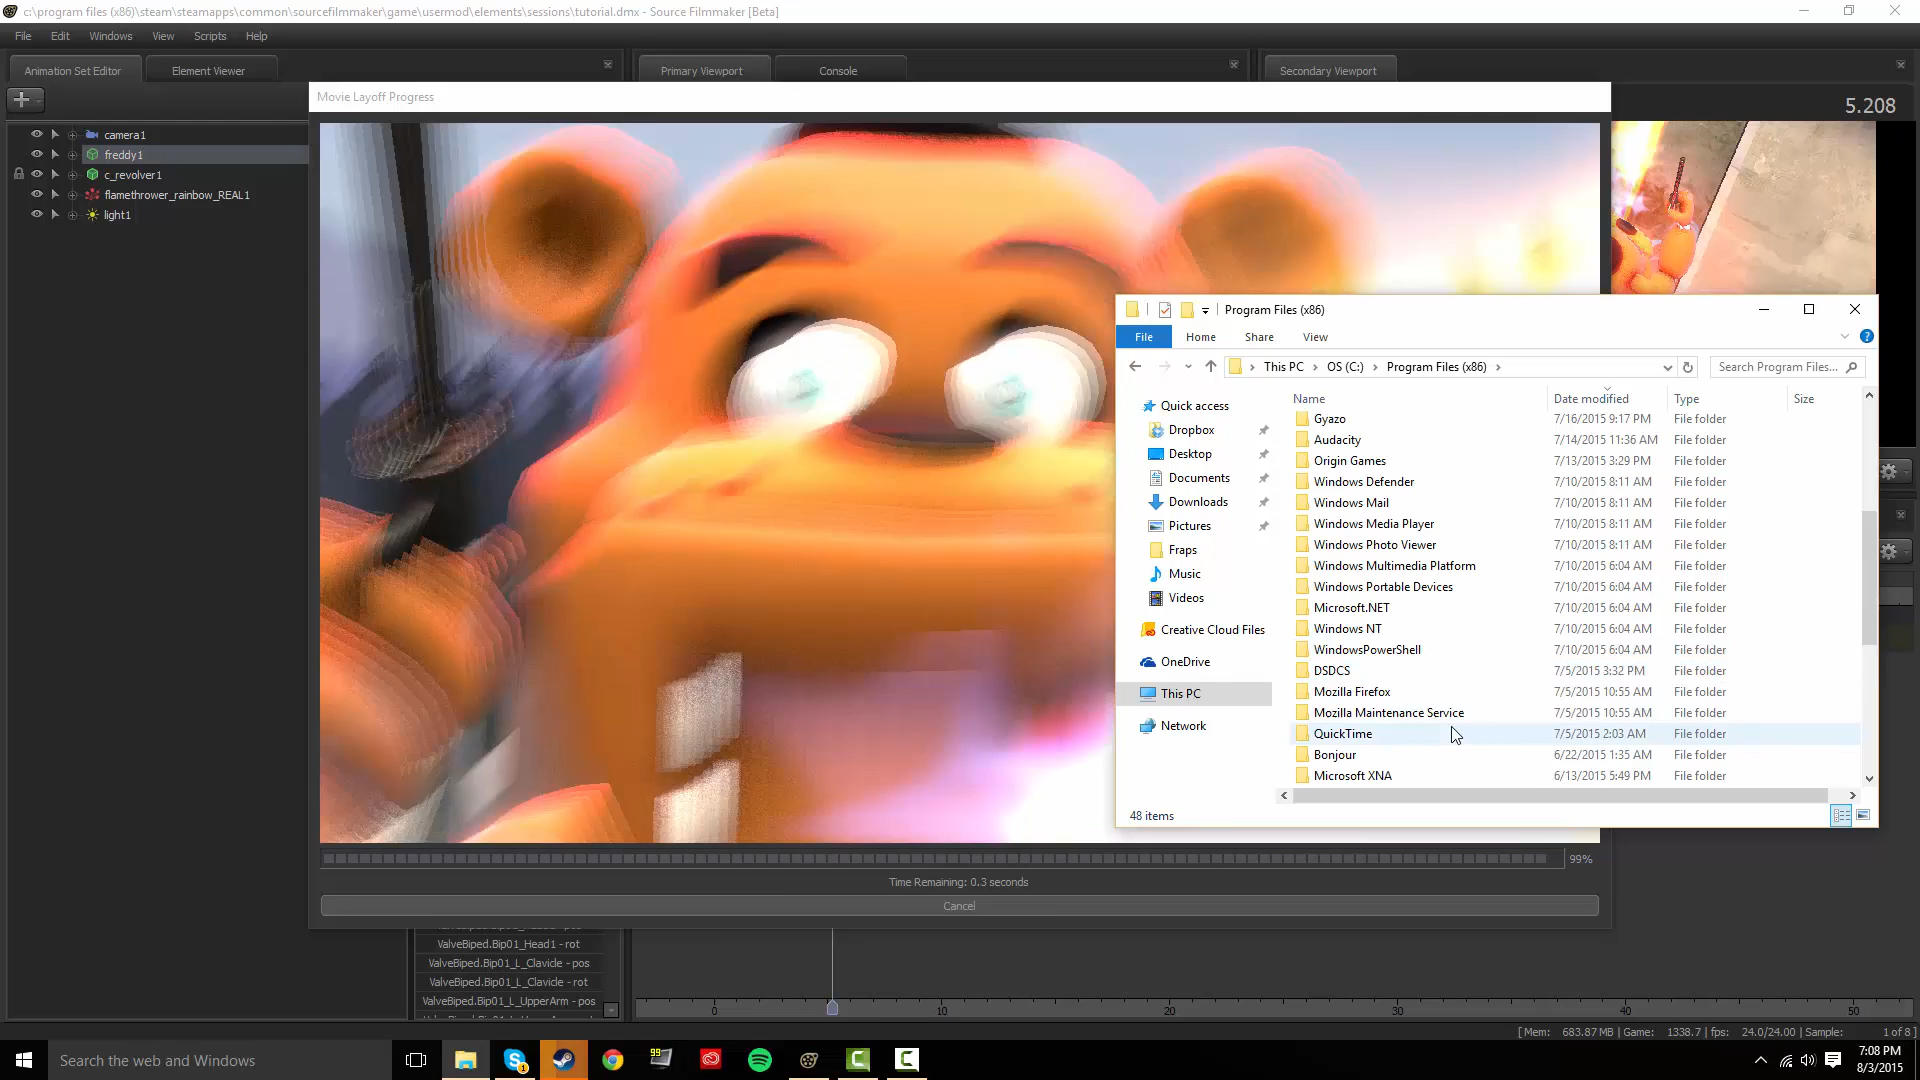 c:\program files (x86)\steam\steamapps\common\sourcefilmmaker\game\usermod\elements\sessions\tutorial.dmx - Source Filmmaker [Beta]
File Edit Windows View Scripts Help
Animation Set Editor Element Viewer Primary Viewport Console Secondary Viewport
Movie Layoff Progress
5.208
camera1
freddy1
c_revolver1
flamethrower_rainbow_REAL1
light1
Program Files (x86)
File Home Share View
This PC OS (C:) Program Files (x86) Search Program Files...
Quick access
Dropbox
Desktop
Documents
Downloads
Pictures
Fraps
Music
Videos
Creative Cloud Files
OneDrive
This PC
Network
Name Date modified Type Size
Gyazo 7/16/2015 9:17 PM File folder
Audacity 7/14/2015 11:36 AM File folder
Origin Games 7/13/2015 3:29 PM File folder
Windows Defender 7/10/2015 8:11 AM File folder
Windows Mail 7/10/2015 8:11 AM File folder
Windows Media Player 7/10/2015 8:11 AM File folder
Windows Photo Viewer 7/10/2015 8:11 AM File folder
Windows Multimedia Platform 7/10/2015 6:04 AM File folder
Windows Portable Devices 7/10/2015 6:04 AM File folder
Microsoft.NET 7/10/2015 6:04 AM File folder
Windows NT 7/10/2015 6:04 AM File folder
WindowsPowerShell 7/10/2015 6:04 AM File folder
DSDCS 7/5/2015 3:32 PM File folder
Mozilla Firefox 7/5/2015 10:55 AM File folder
Mozilla Maintenance Service 7/5/2015 10:55 AM File folder
QuickTime 7/5/2015 2:03 AM File folder
Bonjour 6/22/2015 1:35 AM File folder
Microsoft XNA 6/13/2015 5:49 PM File folder
48 items
99%
Time Remaining: 0.3 seconds
Cancel
ValveBiped.Bip01_Head1 - rot
ValveBiped.Bip01_L_Clavicle - pos
ValveBiped.Bip01_L_Clavicle - rot
ValveBiped.Bip01_L_UpperArm - pos
0 10 20 30 40 50
[ Mem: 683.87 MB | Game: 1338.7 | fps: 24.0/24.00 | Sample: 1 of 8 ]
Search the web and Windows
1
99
7:08 PM
8/3/2015